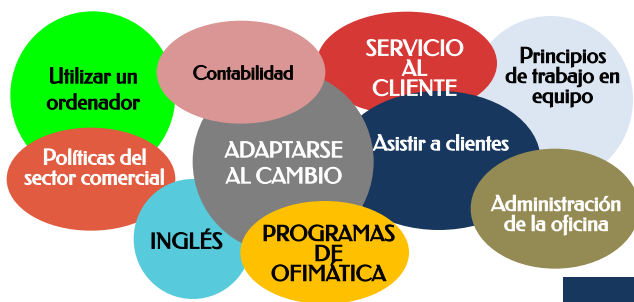 Utilizar un
ordenador
Contabilidad
SERVICIO
AL
CLIENTE
Principios
de trabajo en
equipo
Políticas del
sector comercial
ADAPTARSE
AL CAMBIO
Asistir a clientes
Administración
de la oficina
INGLÉS
PROGRAMAS
DE
OFIMÁTICA